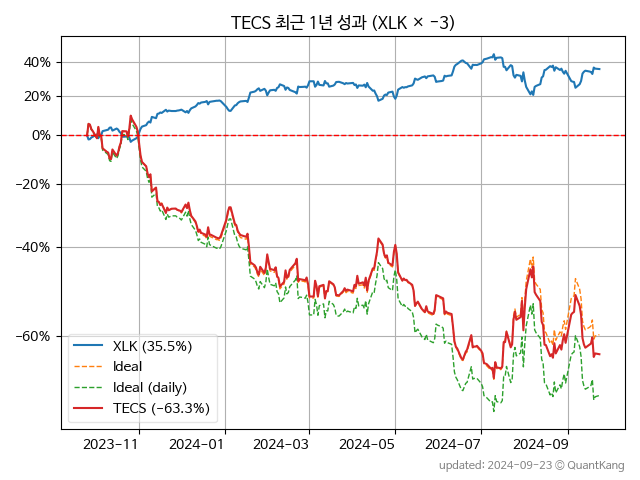 TECS 최근 1년 성과 (XLK × −3)
40%
20%
0%
−20%
−40%
−60%
XLK (35.5%)
Ideal
Ideal (daily)
TECS (−63.3%)
2023-11
2024-01
2024-03
2024-05
2024-07
2024-09
updated: 2024-09-23 © QuantKang